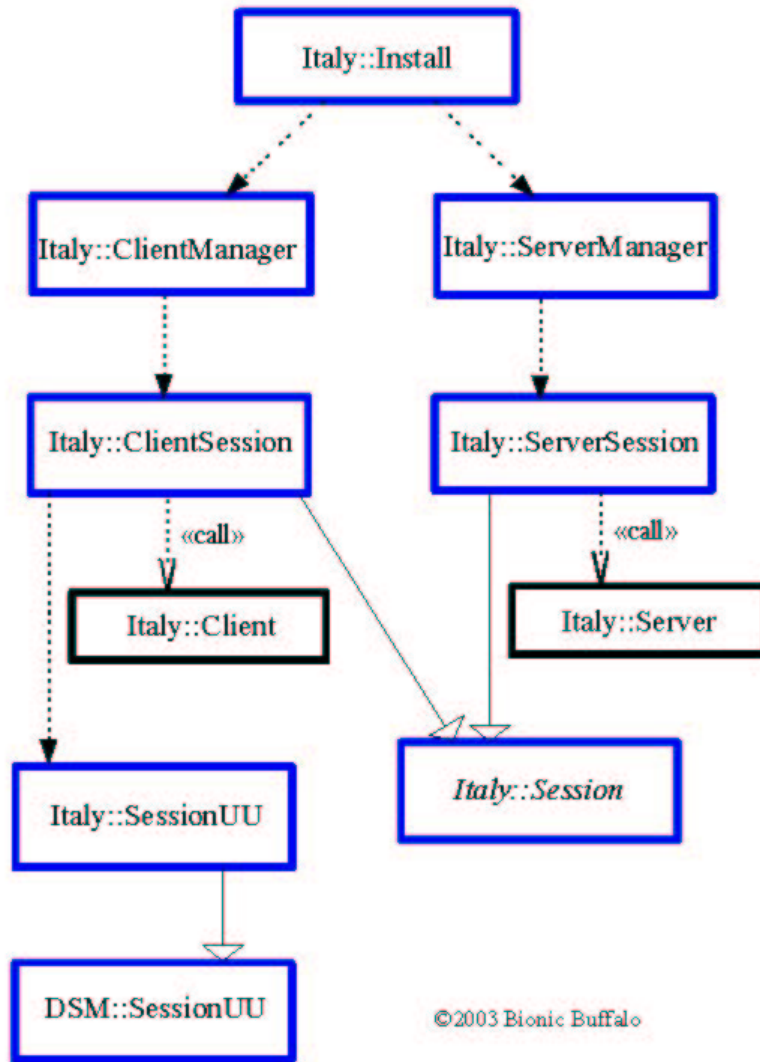 Italy::Install
Italy::ClientManager
Italy::ServerManager
Italy::ClientSession
Italy::ServerSession
«call»
«call»
Italy::Client
Italy::Server
Italy::Session
Italy::SessionUU
DSM::SessionUU
©2003 Bionic Buffalo